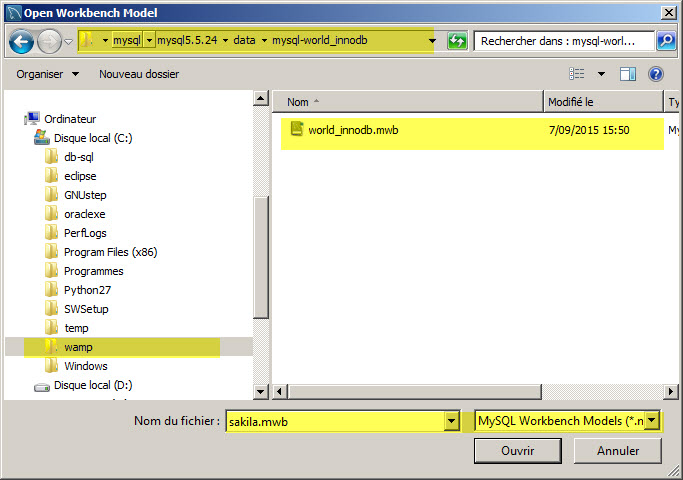 Open Workbench Model
mysql mysql5.5.24 data mysql-world_innodb
Rechercher dans : mysql-worl...
Organiser Nouveau dossier
Nom Modifié le Ty
Ordinateur
Disque local (C:)
db-sql
eclipse
GNUstep
oraclexe
PerfLogs
Program Files (x86)
Programmes
Python27
SWSetup
temp
wamp
Windows
Disque local (D:)
world_innodb.mwb 7/09/2015 15:50 My
Nom du fichier : sakila.mwb MySQL Workbench Models (*.n
Ouvrir Annuler